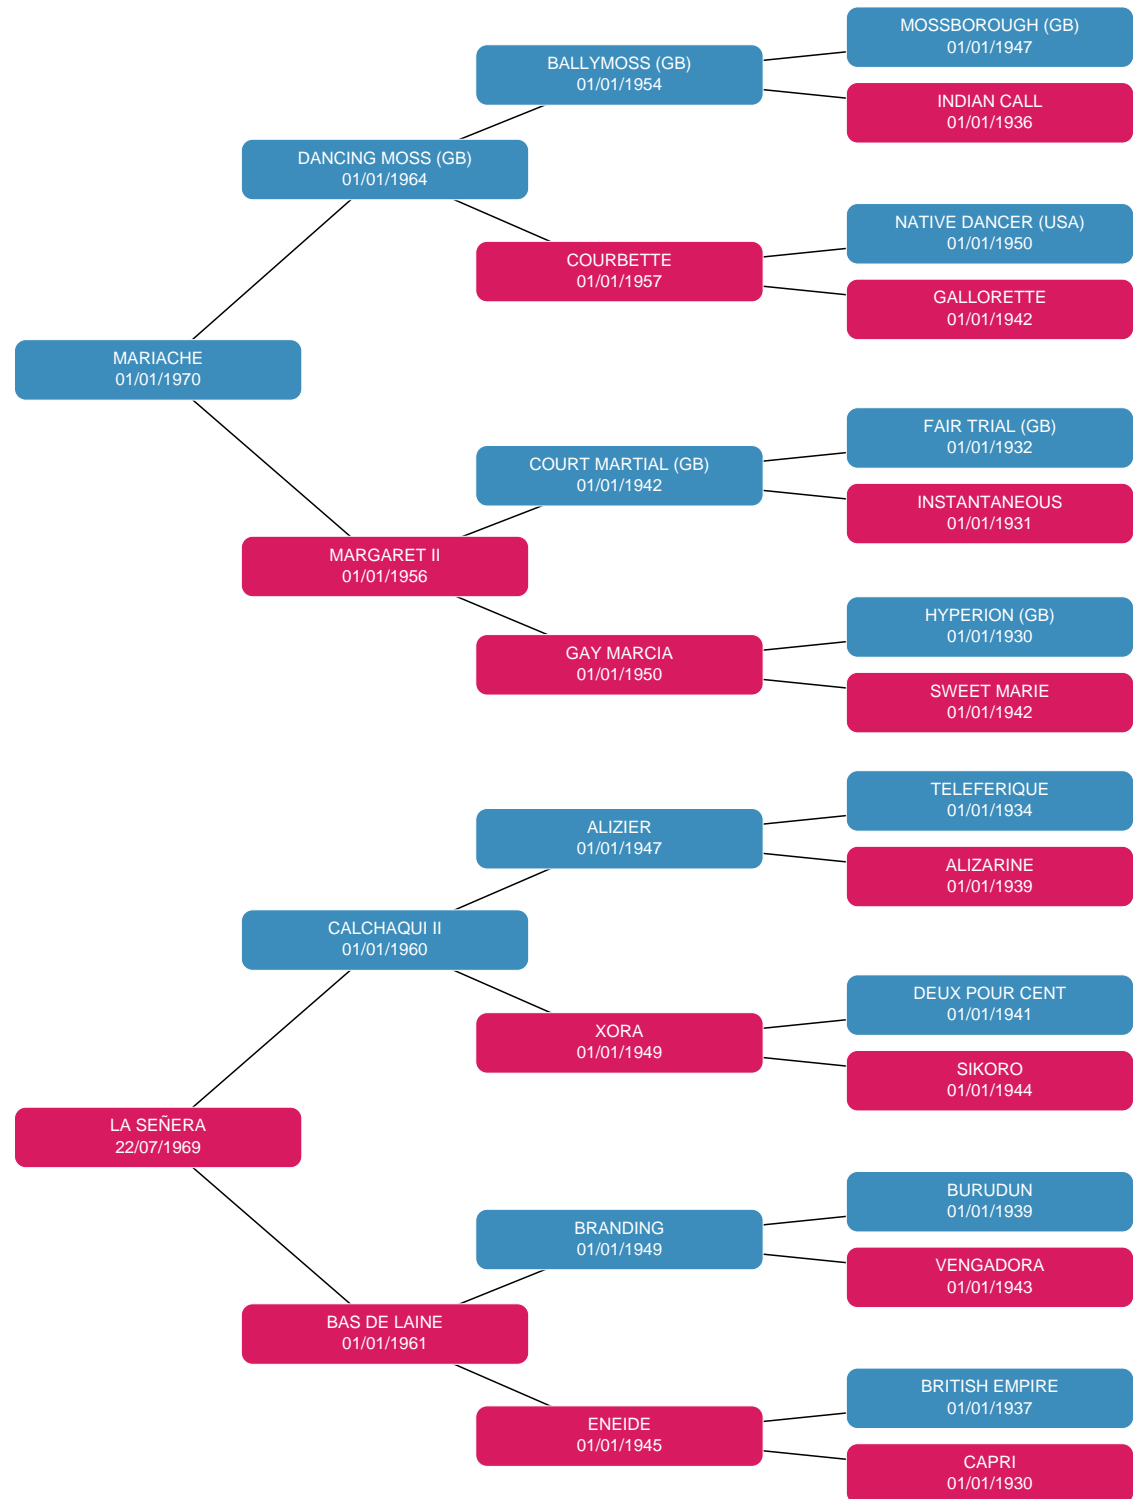 MOSSBOROUGH (GB)
01/01/1947
BALLYMOSS (GB)
01/01/1954
INDIAN CALL
01/01/1936
DANCING MOSS (GB)
01/01/1964
NATIVE DANCER (USA)
01/01/1950
COURBETTE
01/01/1957
GALLORETTE
01/01/1942
MARIACHE
01/01/1970
FAIR TRIAL (GB)
01/01/1932
COURT MARTIAL (GB)
01/01/1942
INSTANTANEOUS
01/01/1931
MARGARET II
01/01/1956
HYPERION (GB)
01/01/1930
GAY MARCIA
01/01/1950
SWEET MARIE
01/01/1942
TELEFERIQUE
01/01/1934
ALIZIER
01/01/1947
ALIZARINE
01/01/1939
CALCHAQUI II
01/01/1960
DEUX POUR CENT
01/01/1941
XORA
01/01/1949
SIKORO
01/01/1944
LA SEÑERA
22/07/1969
BURUDUN
01/01/1939
BRANDING
01/01/1949
VENGADORA
01/01/1943
BAS DE LAINE
01/01/1961
BRITISH EMPIRE
01/01/1937
ENEIDE
01/01/1945
CAPRI
01/01/1930